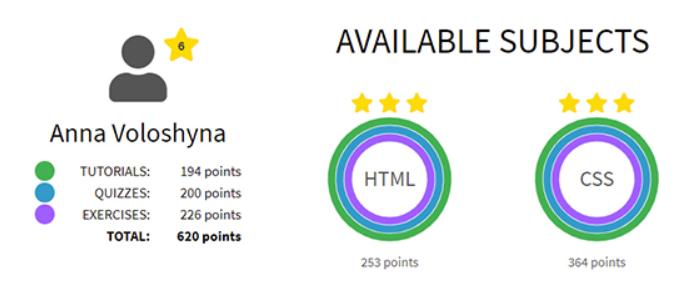 6
Anna Voloshyna
TUTORIALS: 194 points
QUIZZES: 200 points
EXERCISES: 226 points
TOTAL: 620 points
AVAILABLE SUBJECTS
HTML
253 points
CSS
364 points